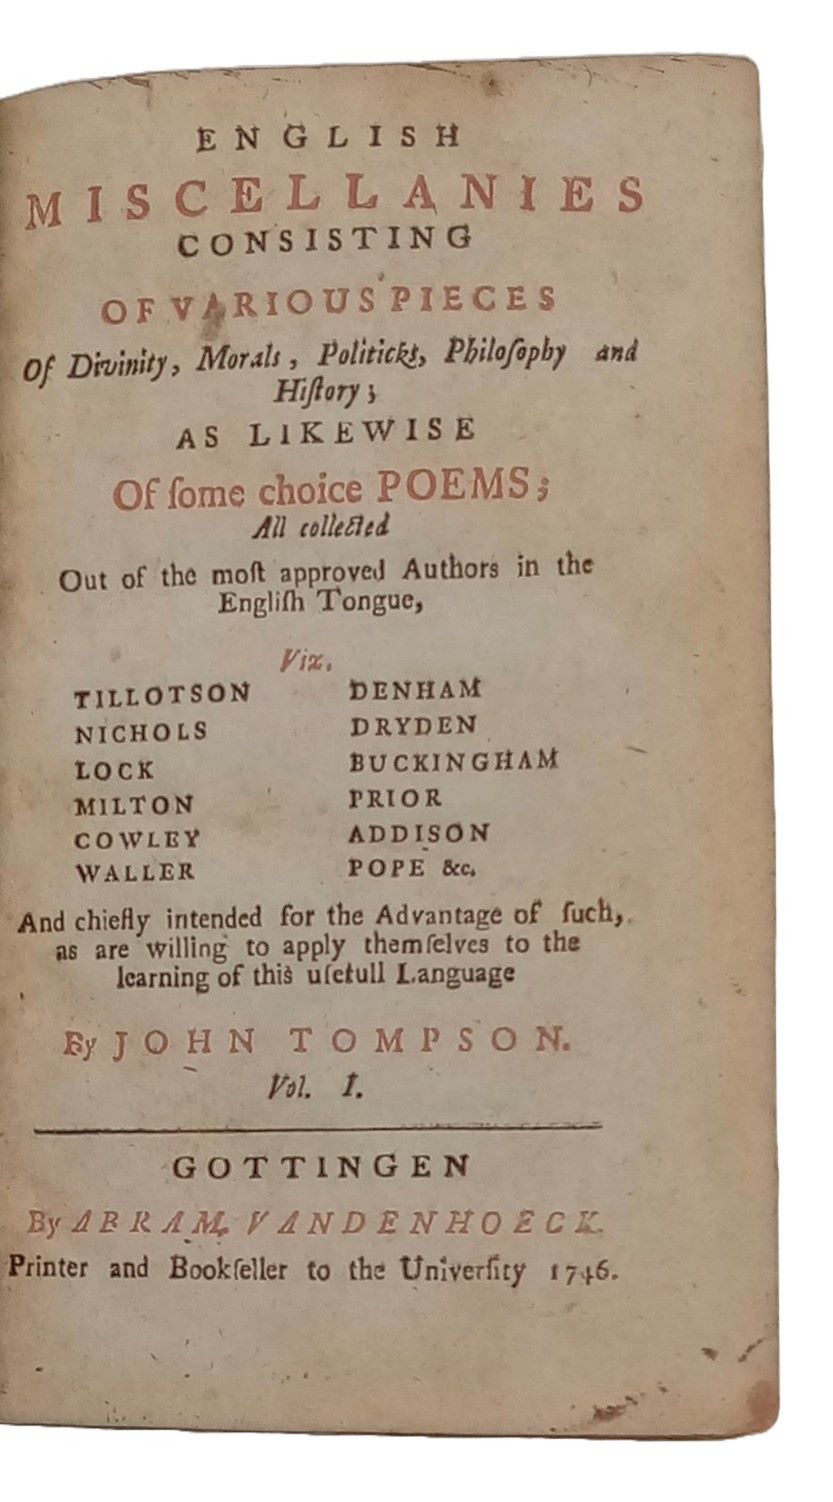 ENGLISH
MISCELLANIES
CONSISTING
OF VARIOUS PIECES
Of Divinity, Morals, Politicks, Philoſophy and
Hiſtory;
AS LIKEWISE
Of ſome choice POEMS;
All collected
Out of the moſt approved Authors in the
Engliſh Tongue,
Viz.
TILLOTSON DENHAM
NICHOLS DRYDEN
LOCK BUCKINGHAM
MILTON PRIOR
COWLEY ADDISON
WALLER POPE &c.
And chiefly intended for the Advantage of ſuch,
as are willing to apply themſelves to the
learning of this uſefull Language
By JOHN TOMPSON.
Vol. I.
GOTTINGEN
By ABRAM. VANDENHOECK.
Printer and Bookſeller to the Univerſity 1746.